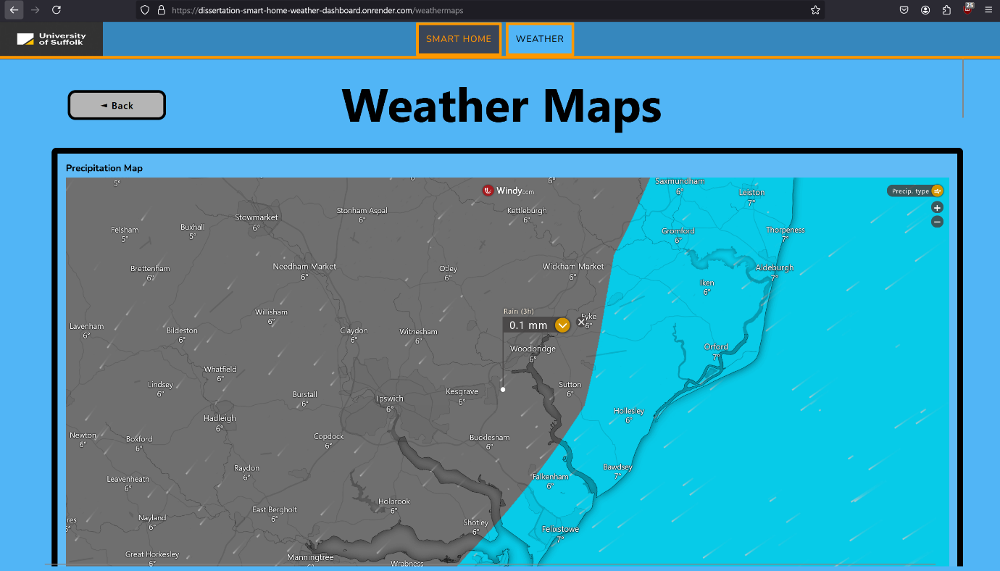 https://dissertation-smart-home-weather-dashboard.onrender.com/weathermaps
25
University
of Suffolk
SMART HOME
WEATHER
◄ Back
Weather Maps
Precipitation Map
5°
6°
Saxmundham
6°
Windy.com
Precip. type
Leiston
7°
Stonham Aspal
6°
Kettleburgh
6°
Stowmarket
6°
Felsham
5°
Buxhall
5°
Gromford
6°
Thorpeness
7°
Brettenham
6°
Needham Market
6°
Otley
6°
Wickham Market
6°
Aldeburgh
7°
Iken
6°
Willisham
6°
Rain (3h)
0.1 mm
Fyke
6°
Lavenham
6°
Bildeston
6°
Claydon
6°
Witnesham
6°
Woodbridge
6°
Orford
7°
Whatfield
6°
Lindsey
6°
Burstall
6°
Ipswich
6°
Kesgrave
6°
Sutton
6°
Hollesley
6°
Hadleigh
6°
Newton
6°
Boxford
6°
Copdock
6°
Bucklesham
6°
Raydon
6°
Bawdsey
7°
Leavenheath
6°
Falkenham
6°
Holbrook
6°
East Bergholt
6°
res
6°
Nayland
6°
Shotley
6°
Felixstowe
7°
Great Horkesley
6°
Manningtree
Wrabness